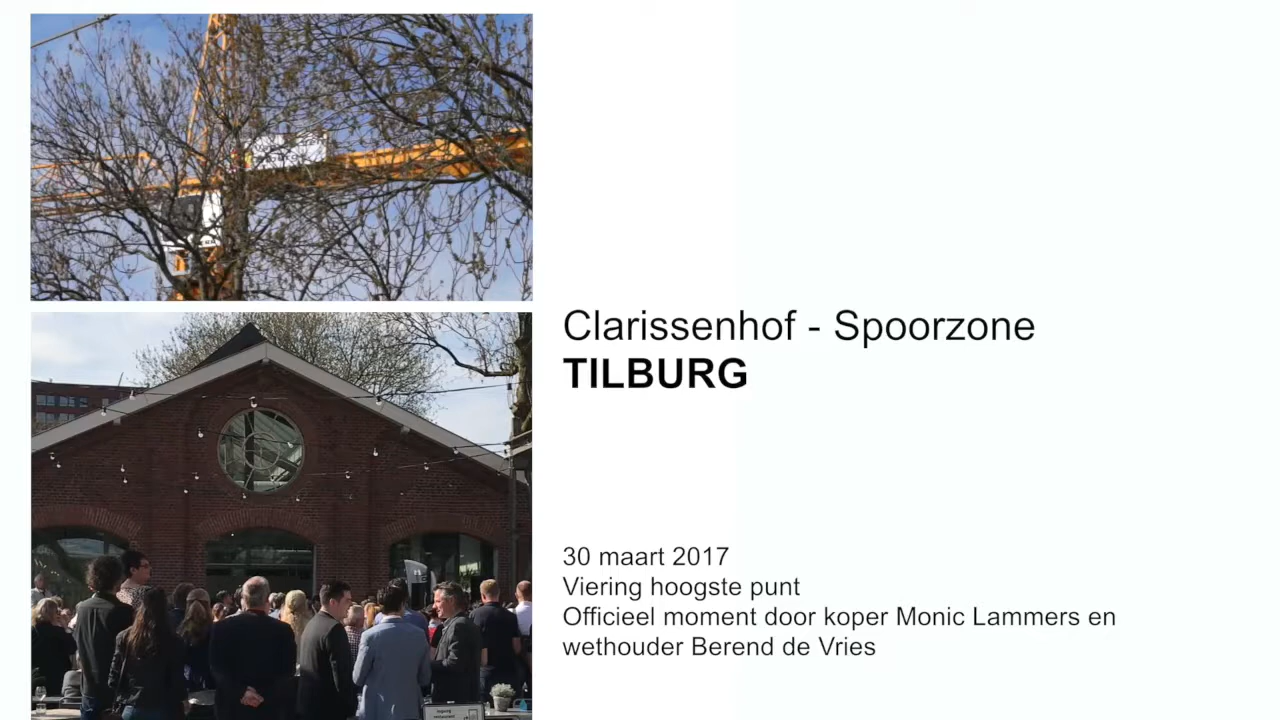 Clarissenhof - Spoorzone
TILBURG
30 maart 2017
Viering hoogste punt
Officieel moment door koper Monic Lammers en
wethouder Berend de Vries